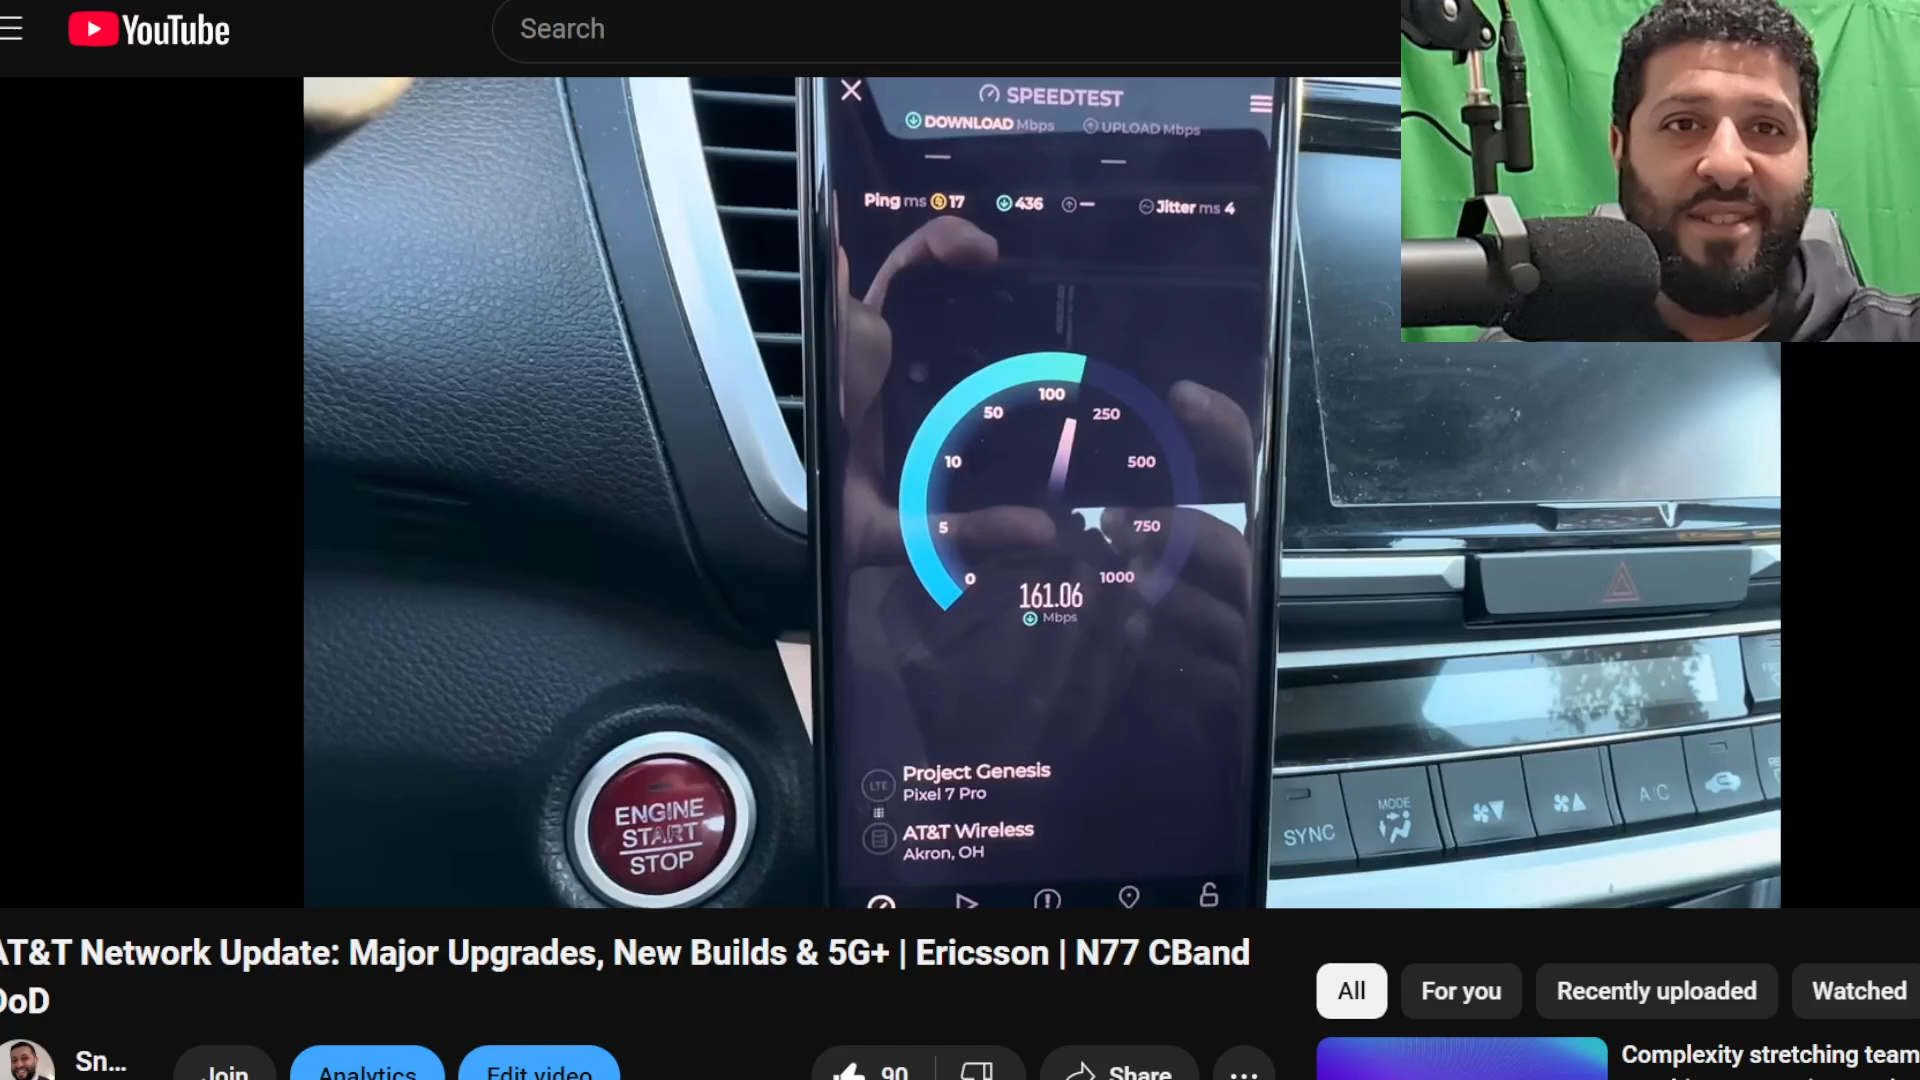 YouTube
Search
SPEEDTEST
DOWNLOAD Mbps
UPLOAD Mbps
Ping ms 17
436
Jitter ms 4
0
5
10
50
100
250
500
750
1000
161.06
Mbps
LTE
Project Genesis
Pixel 7 Pro
AT&T Wireless
Akron, OH
ENGINE
START
STOP
SYNC
MODE
A/C
AT&T Network Update: Major Upgrades, New Builds & 5G+ | Ericsson | N77 CBand
DoD
All
For you
Recently uploaded
Watched
Sn...
Join
Analytics
Edit video
90
Share
Complexity stretching team